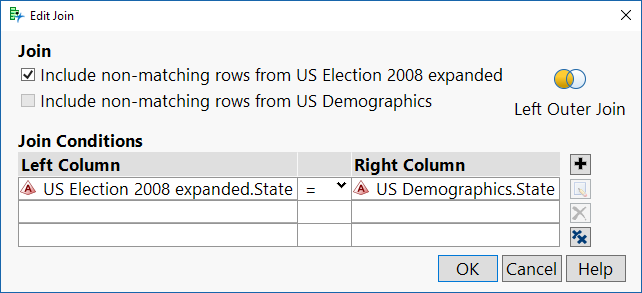 Edit Join
Join
Include non-matching rows from US Election 2008 expanded
Include non-matching rows from US Demographics
Left Outer Join
Join Conditions
Left Column Right Column
US Election 2008 expanded.State = US Demographics.State
OK Cancel Help